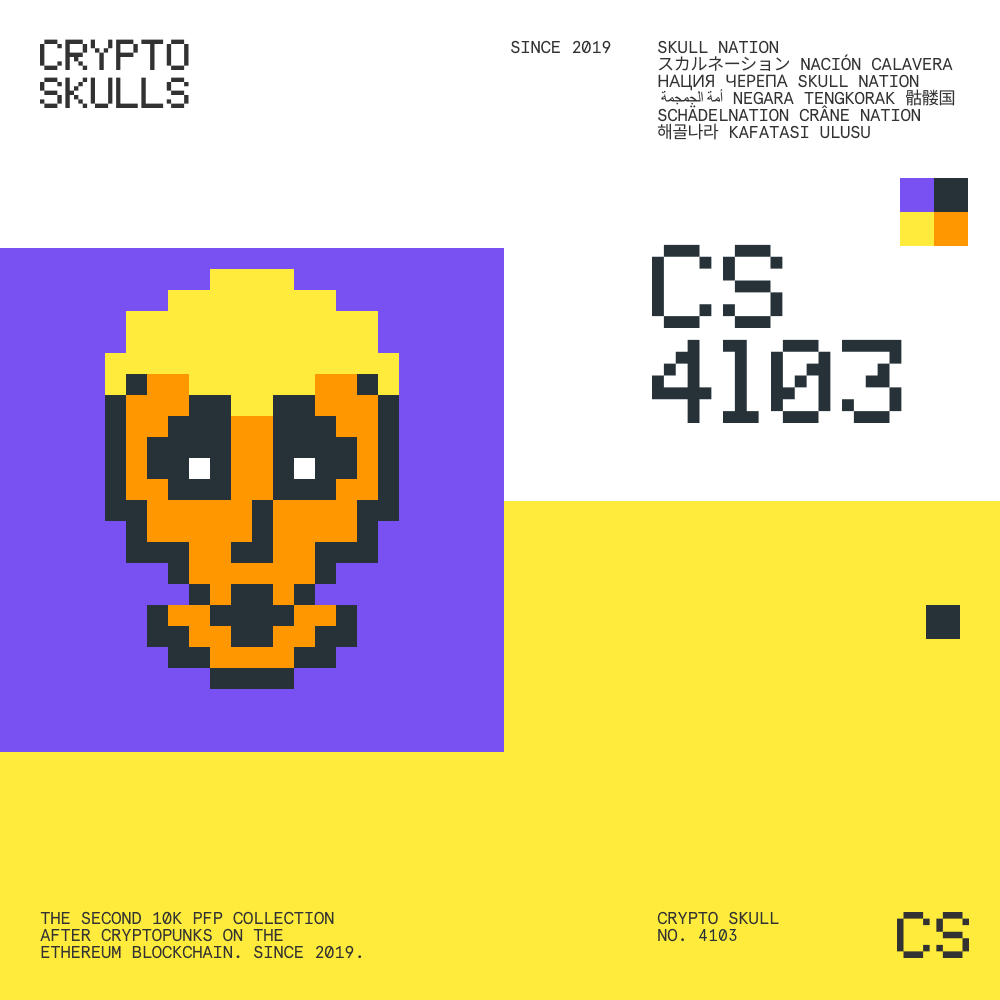 CRYPTO
SKULLS
SINCE 2019
SKULL NATION
スカルネーション NACIÓN CALAVERA
НАЦИЯ ЧЕРЕПА SKULL NATION
أمة الجمجمة NEGARA TENGKORAK 骷髅国
SCHÄDELNATION CRÂNE NATION
해골나라 KAFATASI ULUSU
CS
4103
THE SECOND 10K PFP COLLECTION
AFTER CRYPTOPUNKS ON THE
ETHEREUM BLOCKCHAIN. SINCE 2019.
CRYPTO SKULL
NO. 4103
CS